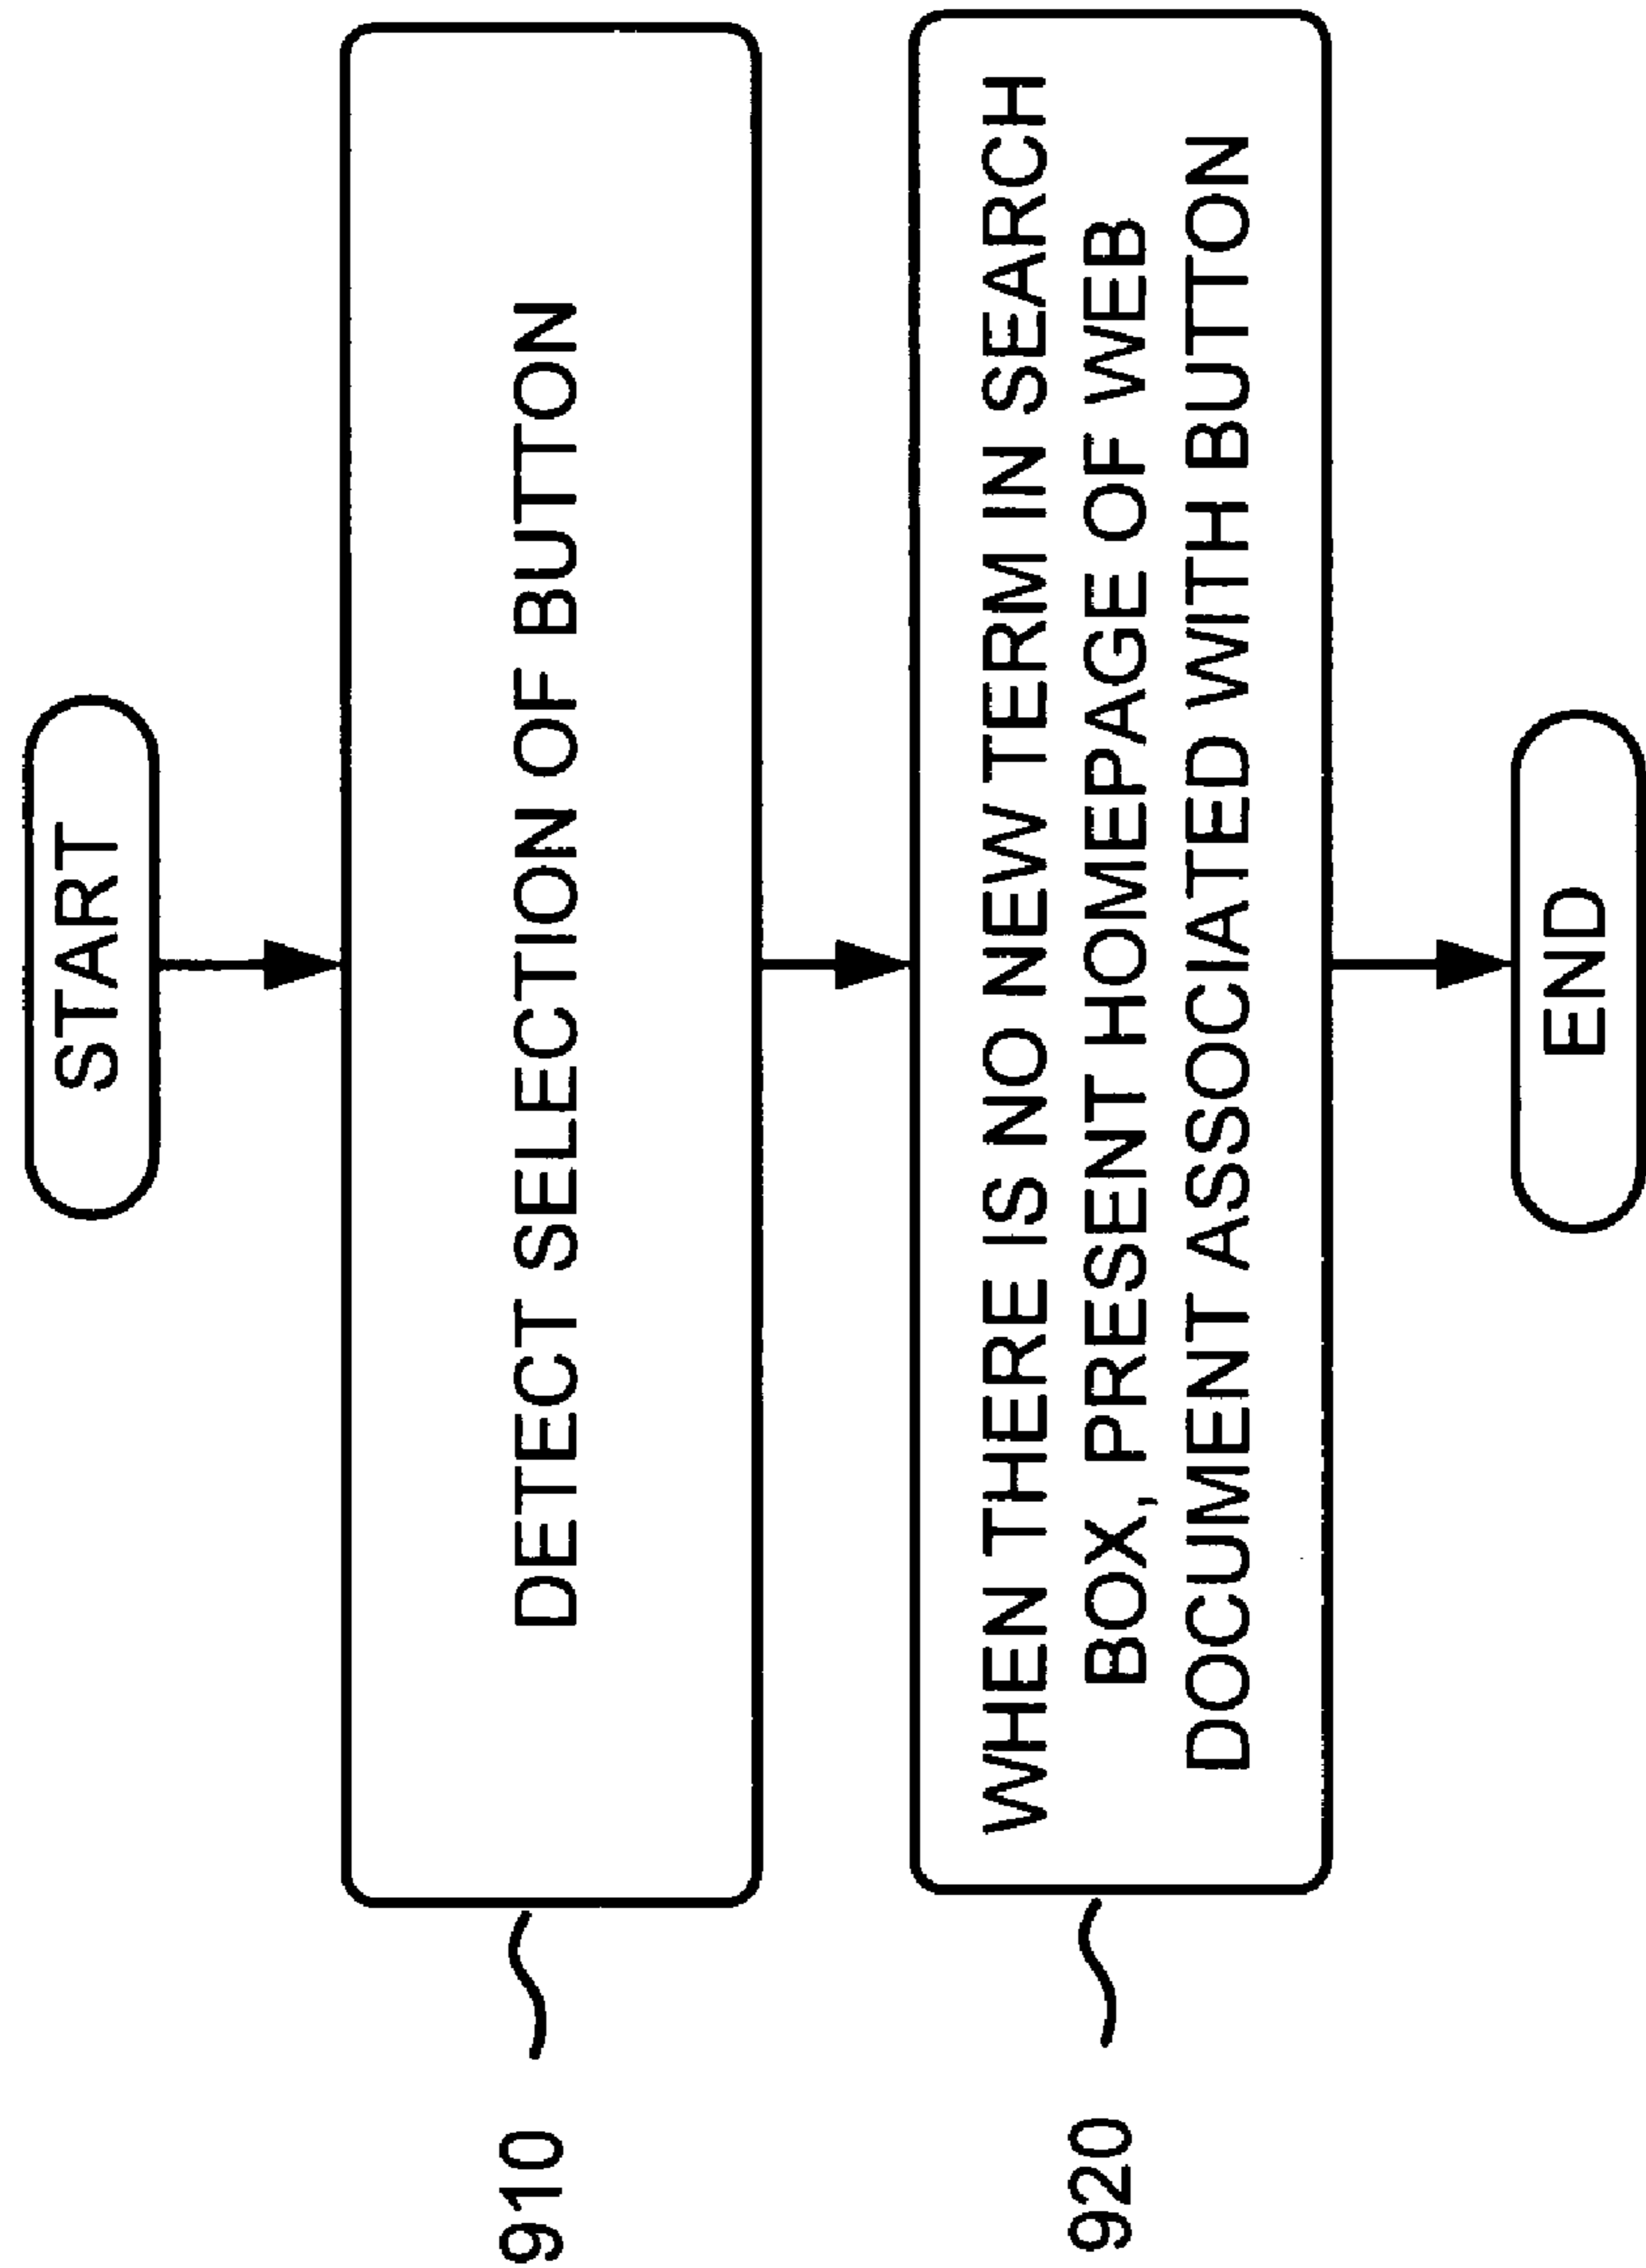 START
DETECT SELECTION OF BUTTON
910
WHEN THERE IS NO NEW TERM IN SEARCH
BOX, PRESENT HOMEPAGE OF WEB
DOCUMENT ASSOCIATED WITH BUTTON
920
END